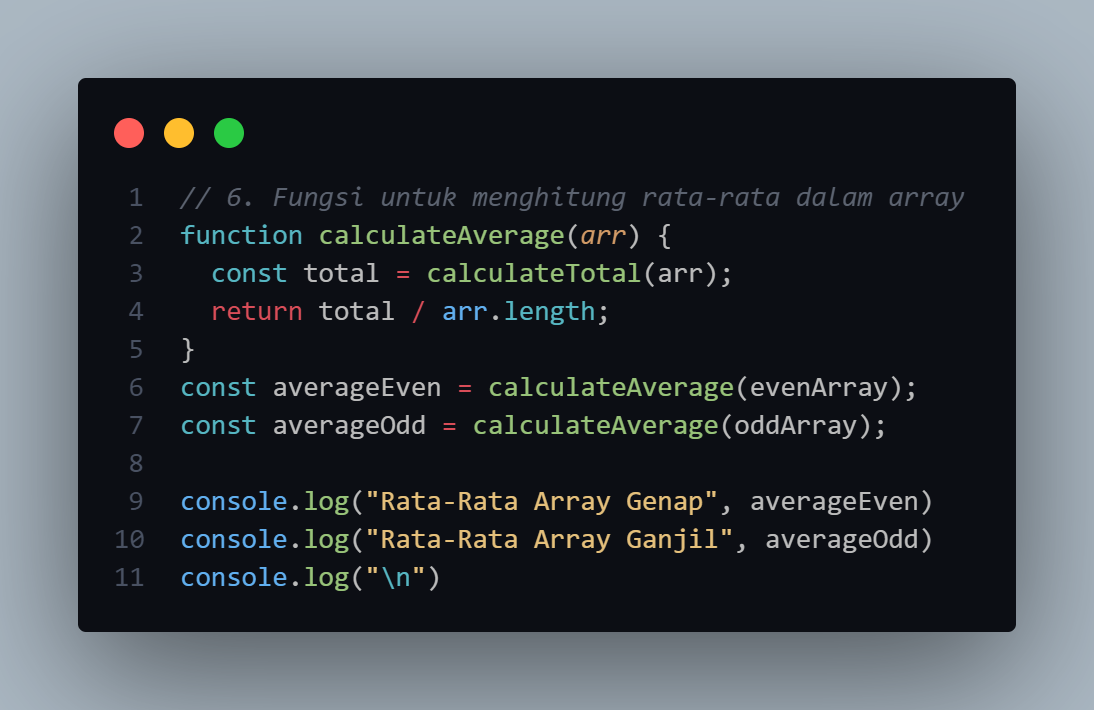 1 // 6. Fungsi untuk menghitung rata-rata dalam array
2 function calculateAverage(arr) {
3   const total = calculateTotal(arr);
4   return total / arr.length;
5 }
6 const averageEven = calculateAverage(evenArray);
7 const averageOdd = calculateAverage(oddArray);
8
9 console.log("Rata-Rata Array Genap", averageEven)
10 console.log("Rata-Rata Array Ganjil", averageOdd)
11 console.log("\n")